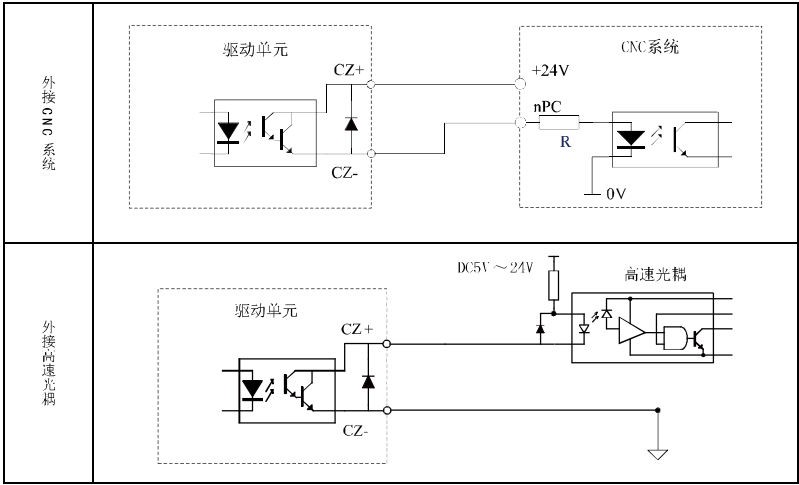 外接CNC系统
驱动单元
CZ+
CZ-
CNC系统
+24V
nPC
R
0V
外接高速光耦
驱动单元
CZ+
CZ-
DC5V～24V
高速光耦